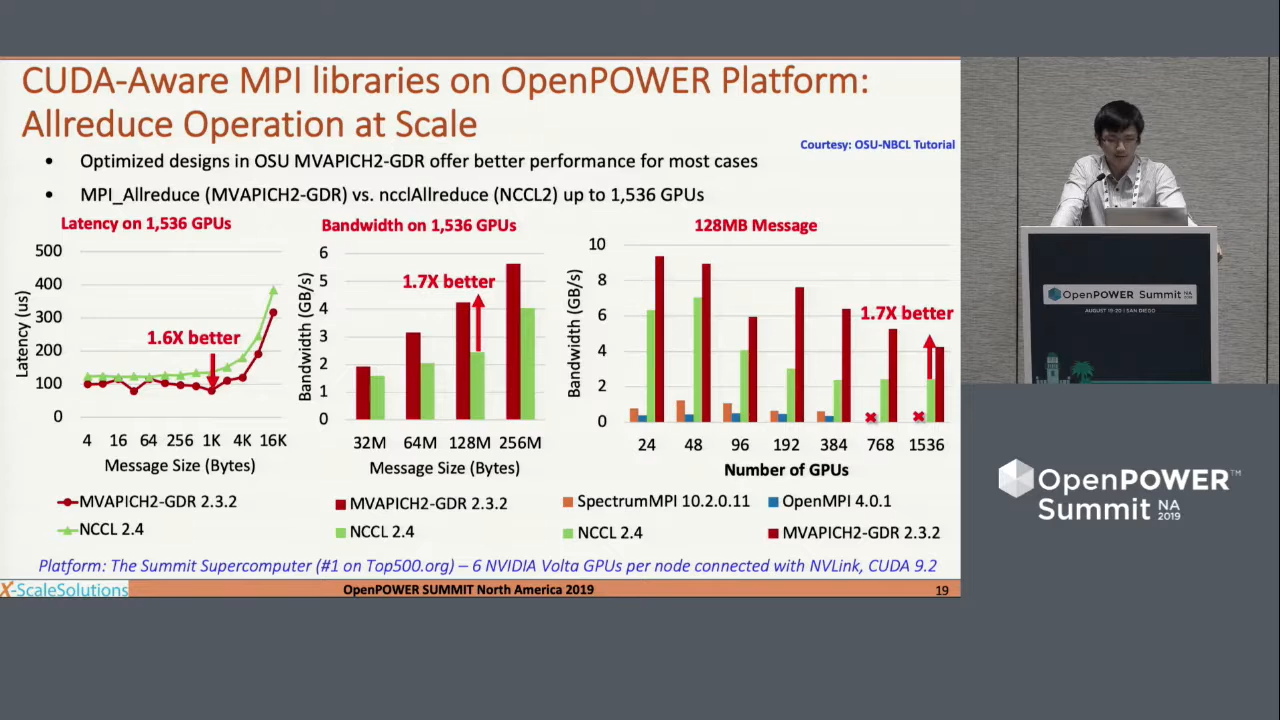 CUDA-Aware MPI libraries on OpenPOWER Platform:
Allreduce Operation at Scale
Courtesy: OSU-NBCL Tutorial
• Optimized designs in OSU MVAPICH2-GDR offer better performance for most cases
• MPI_Allreduce (MVAPICH2-GDR) vs. ncclAllreduce (NCCL2) up to 1,536 GPUs
Latency on 1,536 GPUs
500
400
300
200
100
0
Latency (us)
1.6X better
4 16 64 256 1K 4K 16K
Message Size (Bytes)
MVAPICH2-GDR 2.3.2
NCCL 2.4
Bandwidth on 1,536 GPUs
6
5
4
3
2
1
0
Bandwidth (GB/s)
1.7X better
32M 64M 128M 256M
Message Size (Bytes)
MVAPICH2-GDR 2.3.2
NCCL 2.4
128MB Message
10
8
6
4
2
0
Bandwidth (GB/s)
1.7X better
24 48 96 192 384 768 1536
Number of GPUs
SpectrumMPI 10.2.0.11 OpenMPI 4.0.1
NCCL 2.4 MVAPICH2-GDR 2.3.2
Platform: The Summit Supercomputer (#1 on Top500.org) – 6 NVIDIA Volta GPUs per node connected with NVLink, CUDA 9.2
X-ScaleSolutions
OpenPOWER SUMMIT North America 2019
19
OpenPOWER Summit NA 2019
AUGUST 19-20 | SAN DIEGO
OpenPOWER™
Summit NA 2019